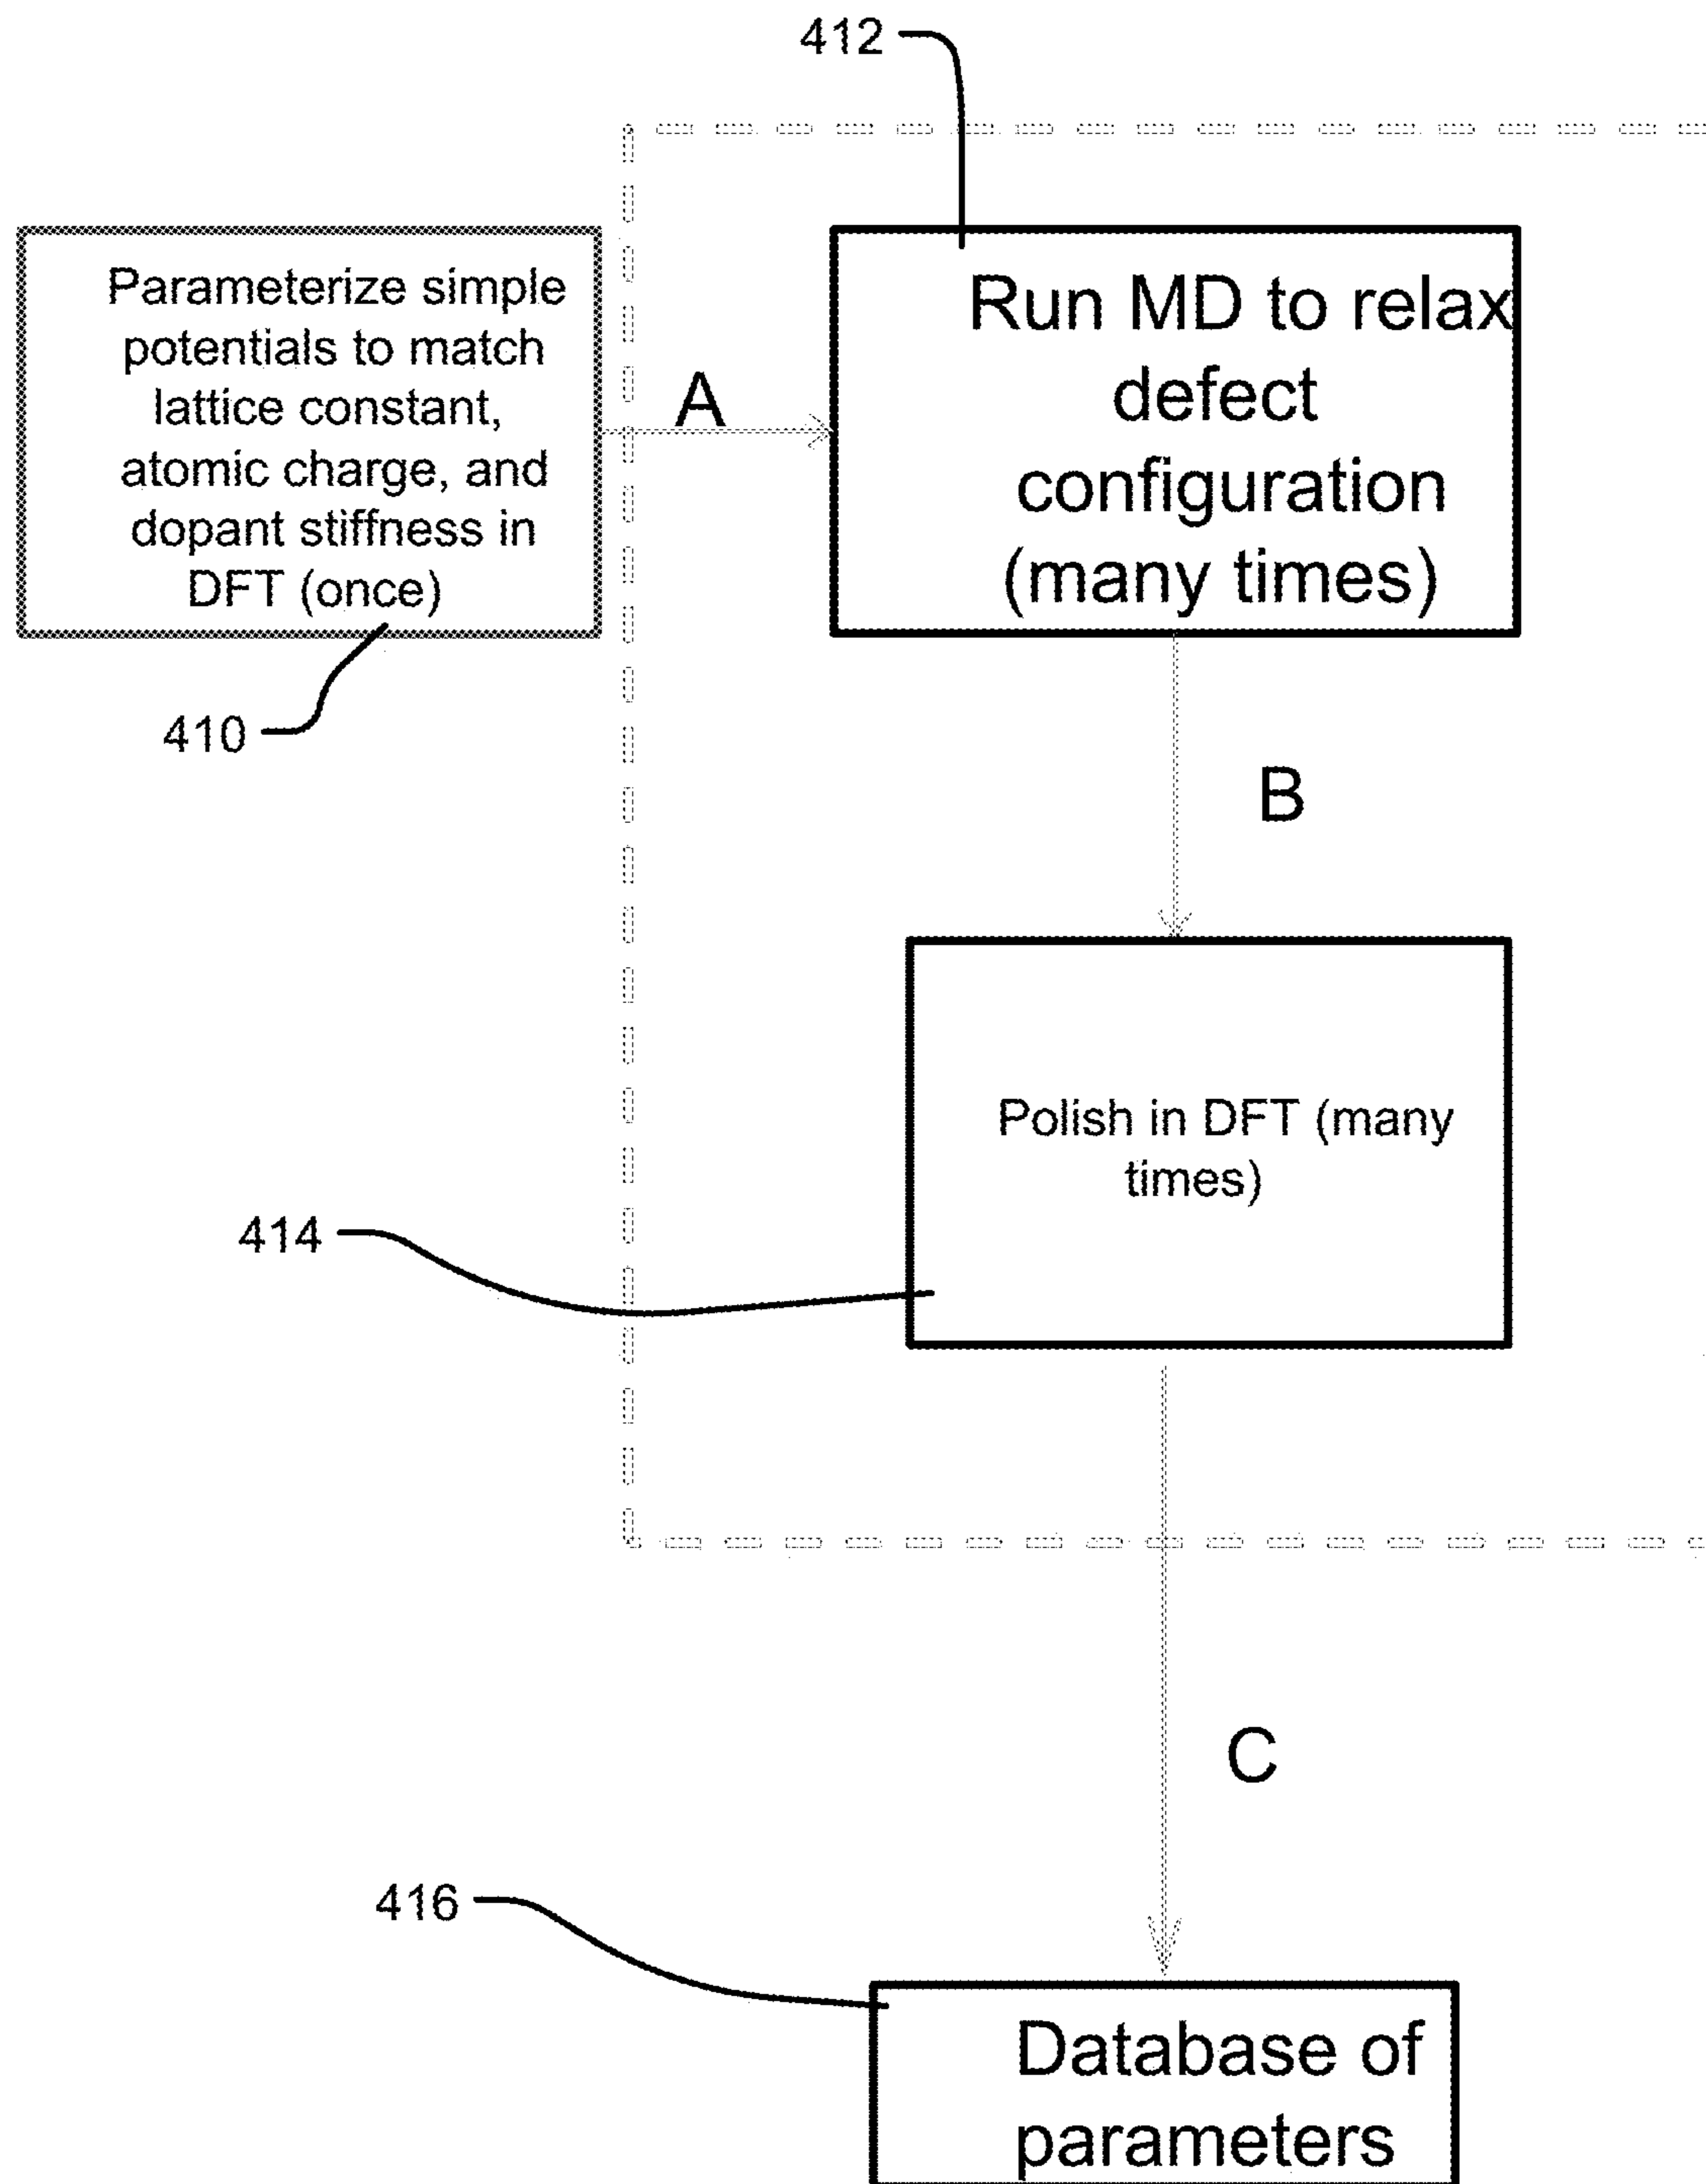 412
Parameterize simple
potentials to match
lattice constant,
atomic charge, and
dopant stiffness in
DFT (once)
410
A
Run MD to relax
defect
configuration
(many times)
B
Polish in DFT (many
times)
414
C
416
Database of
parameters